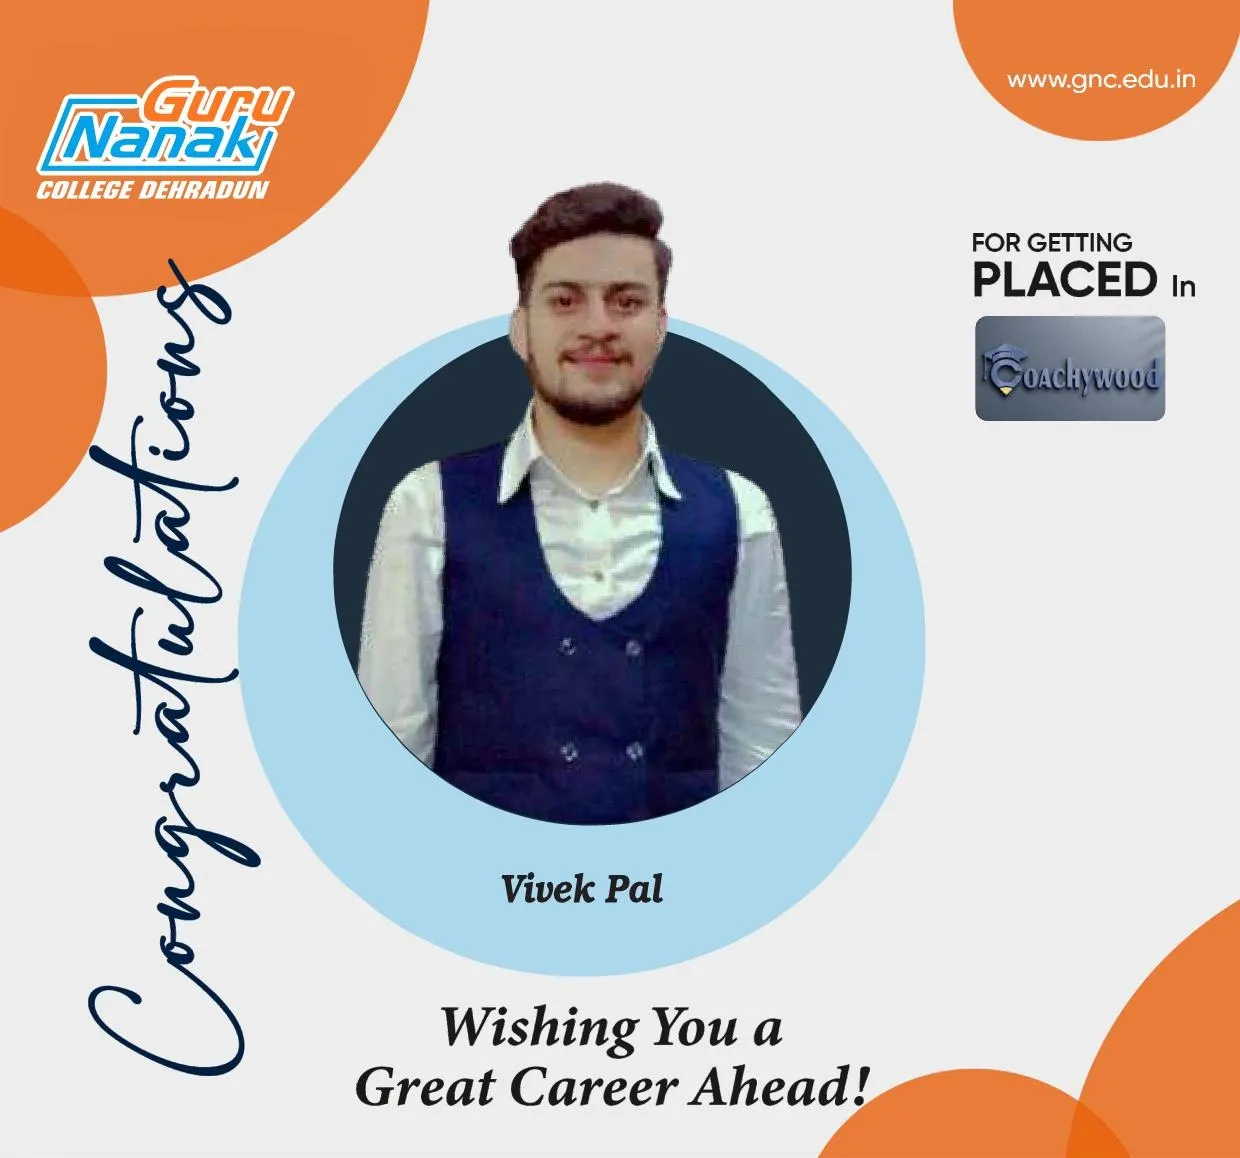 Guru
Nanak
COLLEGE DEHRADUN
www.gnc.edu.in
Congratulations
FOR GETTING
PLACED In
COACHYWOOD
Vivek Pal
Wishing You a
Great Career Ahead!